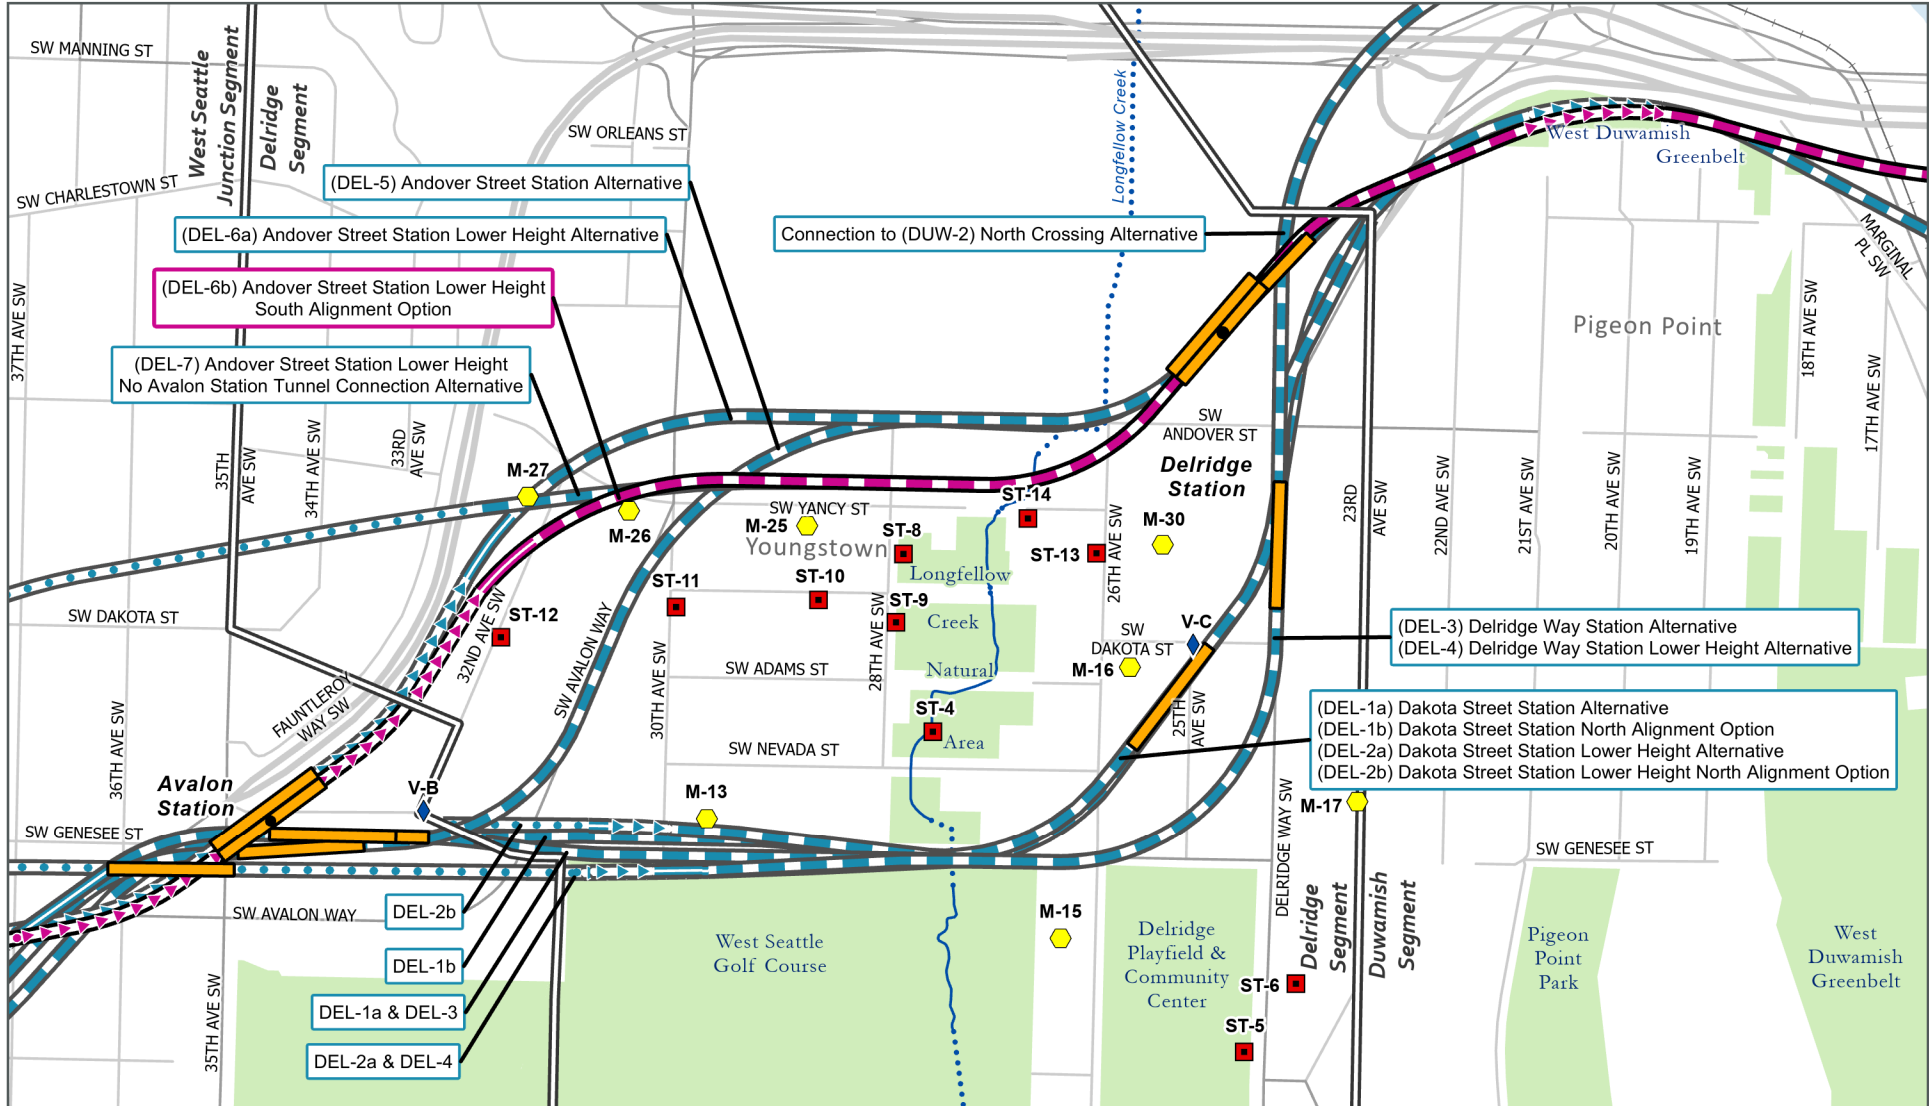 SW MANNING ST
West Seattle
Junction Segment
Delridge
Segment
SW ORLEANS ST
Longfellow Creek
West Duwamish
Greenbelt
SW CHARLESTOWN ST
(DEL-5) Andover Street Station Alternative
(DEL-6a) Andover Street Station Lower Height Alternative
Connection to (DUW-2) North Crossing Alternative
MARGINAL
PL SW
(DEL-6b) Andover Street Station Lower Height
South Alignment Option
37TH AVE SW
Pigeon Point
18TH AVE SW
(DEL-7) Andover Street Station Lower Height
No Avalon Station Tunnel Connection Alternative
17TH AVE SW
SW
ANDOVER ST
35TH
AVE SW
34TH AVE SW
33RD
AVE SW
Delridge
Station
M-27
23RD
AVE SW
22ND AVE SW
21ST AVE SW
20TH AVE SW
19TH AVE SW
ST-14
SW YANCY ST
M-26
M-25
ST-8
M-30
Youngstown
ST-13
26TH AVE SW
Longfellow
ST-11
ST-10
ST-9
SW DAKOTA ST
ST-12
32ND AVE SW
SW AVALON WAY
Creek
V-C
SW
DAKOTA ST
(DEL-3) Delridge Way Station Alternative
(DEL-4) Delridge Way Station Lower Height Alternative
30TH AVE SW
SW ADAMS ST
28TH AVE SW
Natural
M-16
FAUNTLEROY
WAY SW
ST-4
25TH
AVE SW
(DEL-1a) Dakota Street Station Alternative
(DEL-1b) Dakota Street Station North Alignment Option
(DEL-2a) Dakota Street Station Lower Height Alternative
(DEL-2b) Dakota Street Station Lower Height North Alignment Option
36TH AVE SW
SW NEVADA ST
Area
Avalon
Station
V-B
M-13
DELRIDGE WAY SW
M-17
SW GENESEE ST
SW GENESEE ST
SW AVALON WAY
DEL-2b
M-15
Delridge
Segment
Duwamish
Segment
West Seattle
Golf Course
Delridge
Playfield &
Community
Center
Pigeon
Point
Park
West
Duwamish
Greenbelt
DEL-1b
ST-6
35TH AVE SW
DEL-1a & DEL-3
ST-5
DEL-2a & DEL-4